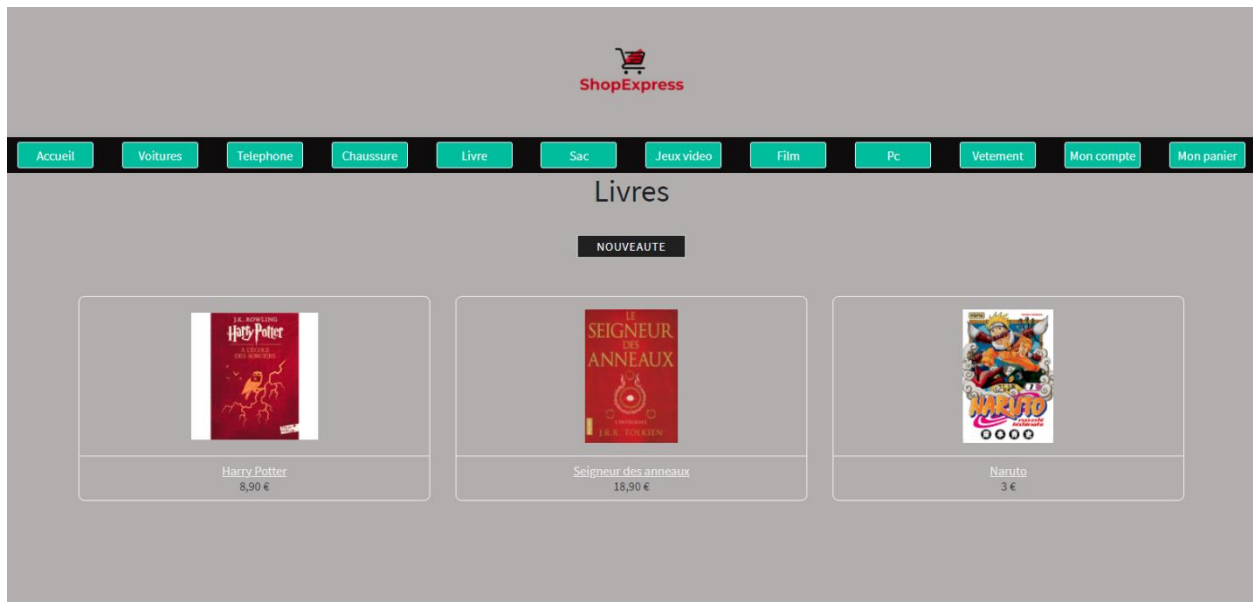 ShopExpress
Accueil Voitures Telephone Chaussure Livre Sac Jeux video Film Pc Vetement Mon compte Mon panier
Livres
NOUVEAUTE
J.K. ROWLING
Harry Potter
A L'ÉCOLE
DES SORCIERS
LE
SEIGNEUR
DES
ANNEAUX
J.R.R. TOLKIEN
NARUTO
Harry Potter
8,90 €
Seigneur des anneaux
18,90 €
Naruto
3 €